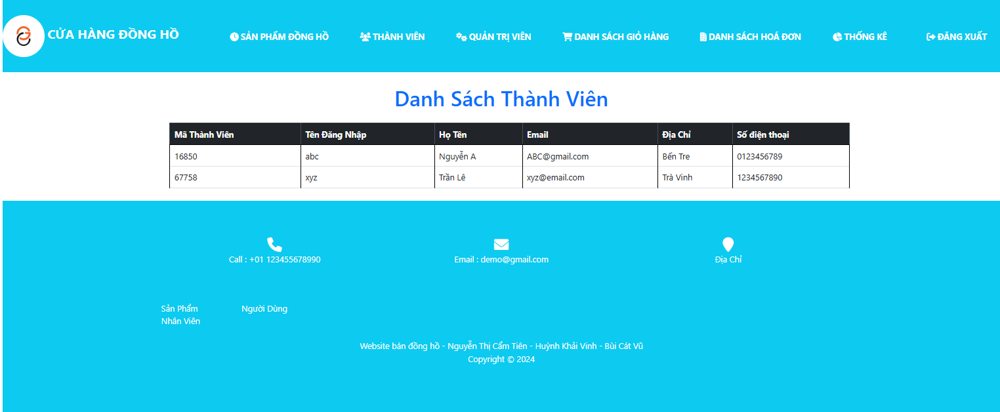 CỬA HÀNG ĐỒNG HỒ
SẢN PHẨM ĐỒNG HỒ THÀNH VIÊN QUẢN TRỊ VIÊN DANH SÁCH GIỎ HÀNG DANH SÁCH HOÁ ĐƠN THỐNG KÊ ĐĂNG XUẤT
Danh Sách Thành Viên
Mã Thành Viên Tên Đăng Nhập Họ Tên Email Địa Chỉ Số điện thoại
16850 abc Nguyễn A ABC@gmail.com Bến Tre 0123456789
67758 xyz Trần Lê xyz@email.com Trà Vinh 1234567890
Call : +01 123455678990 Email : demo@gmail.com Địa Chỉ
Sản Phẩm Người Dùng
Nhân Viên
Website bán đồng hồ - Nguyễn Thị Cẩm Tiên - Huỳnh Khải Vinh - Bùi Cát Vũ
Copyright © 2024